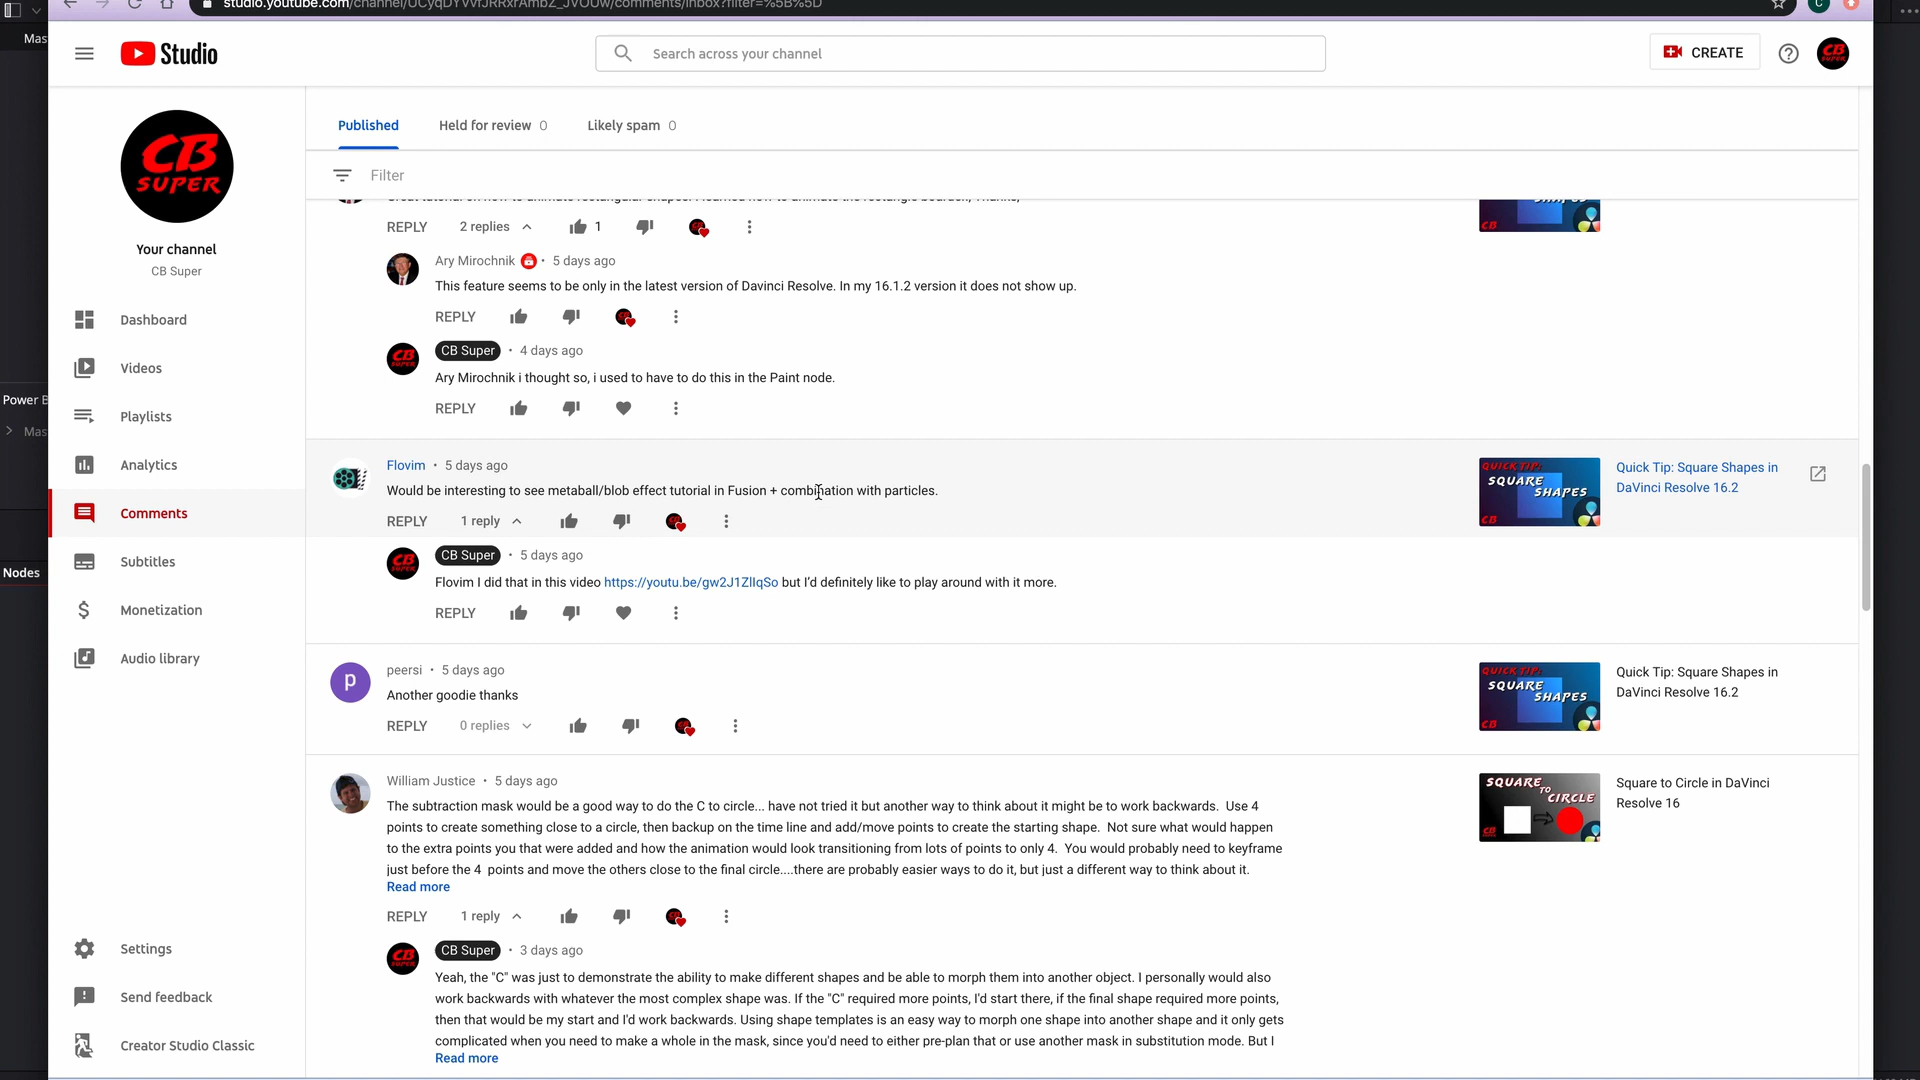 studio.youtube.com/channel/UCyqDYVvrJRRxrAmbZ_JVOUw/comments/inbox?filter=%5B%5D
C
Mas
Studio
Search across your channel
CREATE
CB
SUPER
Your channel
CB Super
Dashboard
Videos
Playlists
Analytics
Comments
Subtitles
Monetization
Audio library
Settings
Send feedback
Creator Studio Classic
Power B
Mas
Nodes
Published
Held for review 0
Likely spam 0
Filter
REPLY 2 replies 1
Ary Mirochnik • 5 days ago
This feature seems to be only in the latest version of Davinci Resolve. In my 16.1.2 version it does not show up.
REPLY
CB Super • 4 days ago
Ary Mirochnik i thought so, i used to have to do this in the Paint node.
REPLY
Flovim • 5 days ago
Would be interesting to see metaball/blob effect tutorial in Fusion + combination with particles.
REPLY 1 reply
QUICK TIP:
SQUARE
SHAPES
CB
Quick Tip: Square Shapes in
DaVinci Resolve 16.2
CB Super • 5 days ago
Flovim I did that in this video https://youtu.be/gw2J1ZlIqSo but I'd definitely like to play around with it more.
REPLY
p
peersi • 5 days ago
Another goodie thanks
REPLY 0 replies
QUICK TIP:
SQUARE
SHAPES
CB
Quick Tip: Square Shapes in
DaVinci Resolve 16.2
William Justice • 5 days ago
The subtraction mask would be a good way to do the C to circle... have not tried it but another way to think about it might be to work backwards. Use 4
points to create something close to a circle, then backup on the time line and add/move points to create the starting shape. Not sure what would happen
to the extra points you that were added and how the animation would look transitioning from lots of points to only 4. You would probably need to keyframe
just before the 4 points and move the others close to the final circle....there are probably easier ways to do it, but just a different way to think about it.
Read more
REPLY 1 reply
SQUARE
TO
CIRCLE
CB
Square to Circle in DaVinci
Resolve 16
CB Super • 3 days ago
Yeah, the "C" was just to demonstrate the ability to make different shapes and be able to morph them into another object. I personally would also
work backwards with whatever the most complex shape was. If the "C" required more points, I'd start there, if the final shape required more points,
then that would be my start and I'd work backwards. Using shape templates is an easy way to morph one shape into another shape and it only gets
complicated when you need to make a whole in the mask, since you'd need to either pre-plan that or use another mask in substitution mode. But I
Read more